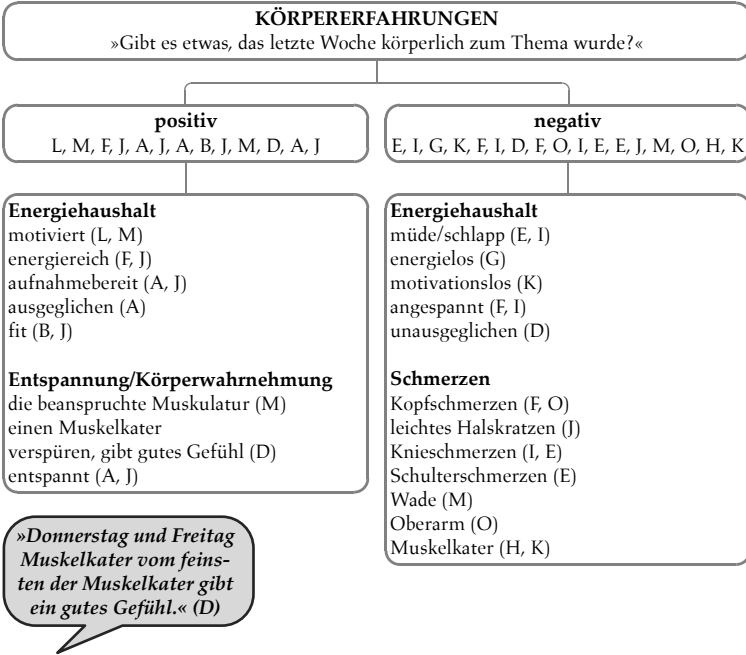 KÖRPERERFAHRUNGEN
»Gibt es etwas, das letzte Woche körperlich zum Thema wurde?«
positiv
L, M, F, J, A, J, A, B, J, M, D, A, J
negativ
E, I, G, K, F, I, D, F, O, I, E, E, J, M, O, H, K
Energiehaushalt
motiviert (L, M)
energiereich (F, J)
aufnahmebereit (A, J)
ausgeglichen (A)
fit (B, J)
Entspannung/Körperwahrnehmung
die beanspruchte Muskulatur (M)
einen Muskelkater
verspüren, gibt gutes Gefühl (D)
entspannt (A, J)
Energiehaushalt
müde/schlapp (E, I)
energielos (G)
motivationslos (K)
angespannt (F, I)
unausgeglichen (D)
Schmerzen
Kopfschmerzen (F, O)
leichtes Halskratzen (J)
Knieschmerzen (I, E)
Schulterschmerzen (E)
Wade (M)
Oberarm (O)
Muskelkater (H, K)
»Donnerstag und Freitag
Muskelkater vom feins-
ten der Muskelkater gibt
ein gutes Gefühl.« (D)